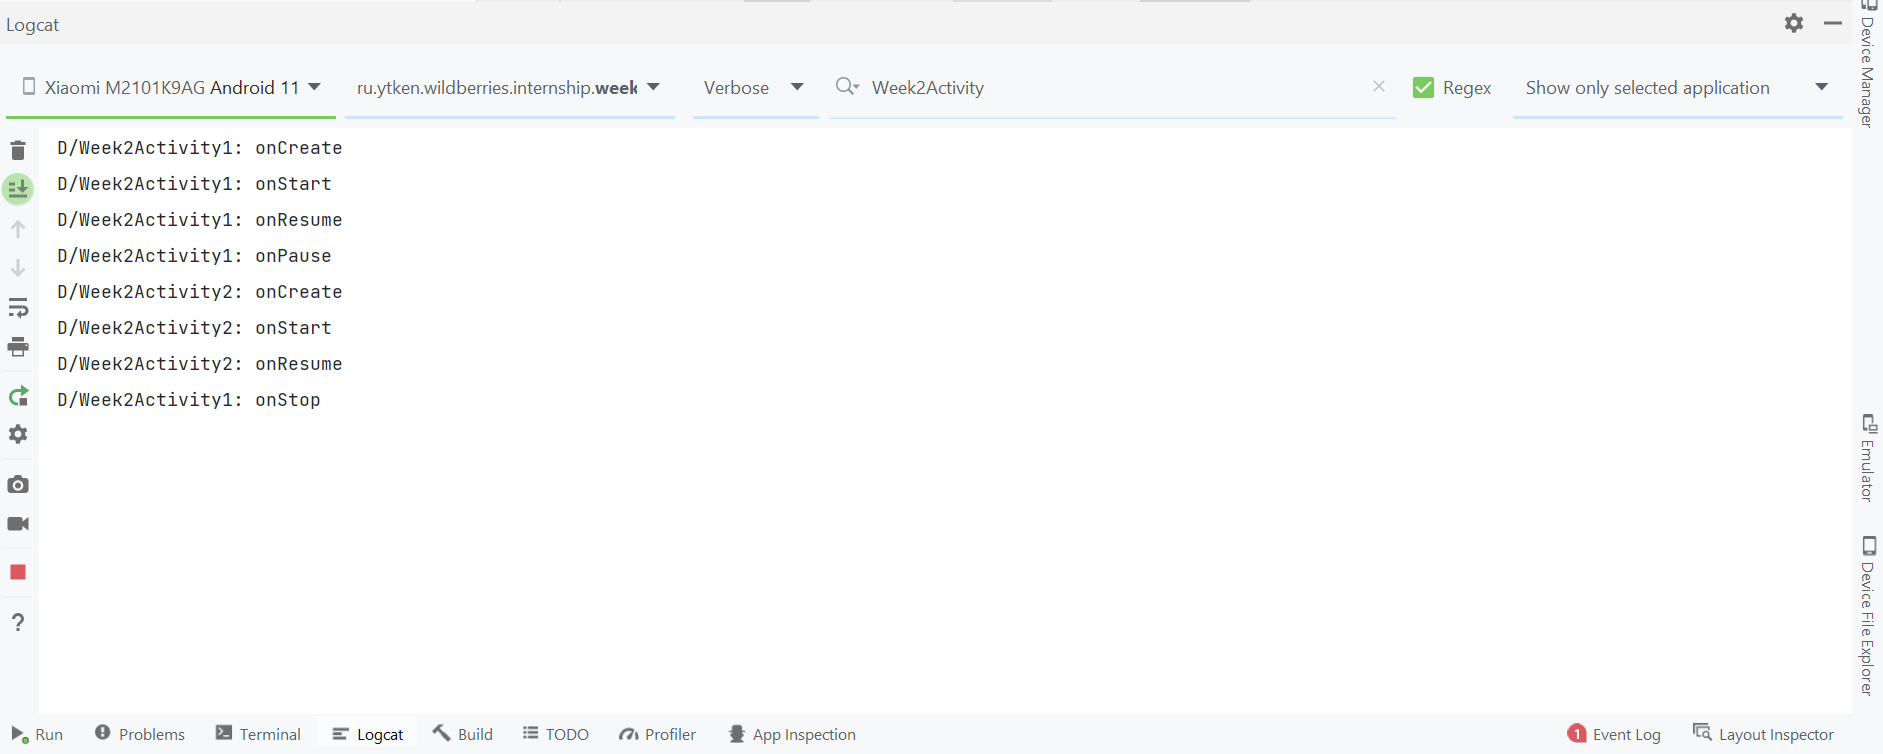 Logcat
Xiaomi M2101K9AG Android 11
ru.ytken.wildberries.internship.week
Verbose
Week2Activity
Regex
Show only selected application
D/Week2Activity1: onCreate
D/Week2Activity1: onStart
D/Week2Activity1: onResume
D/Week2Activity1: onPause
D/Week2Activity2: onCreate
D/Week2Activity2: onStart
D/Week2Activity2: onResume
D/Week2Activity1: onStop
Device Manager
Emulator
Device File Explorer
Run
Problems
Terminal
Logcat
Build
TODO
Profiler
App Inspection
1 Event Log
Layout Inspector